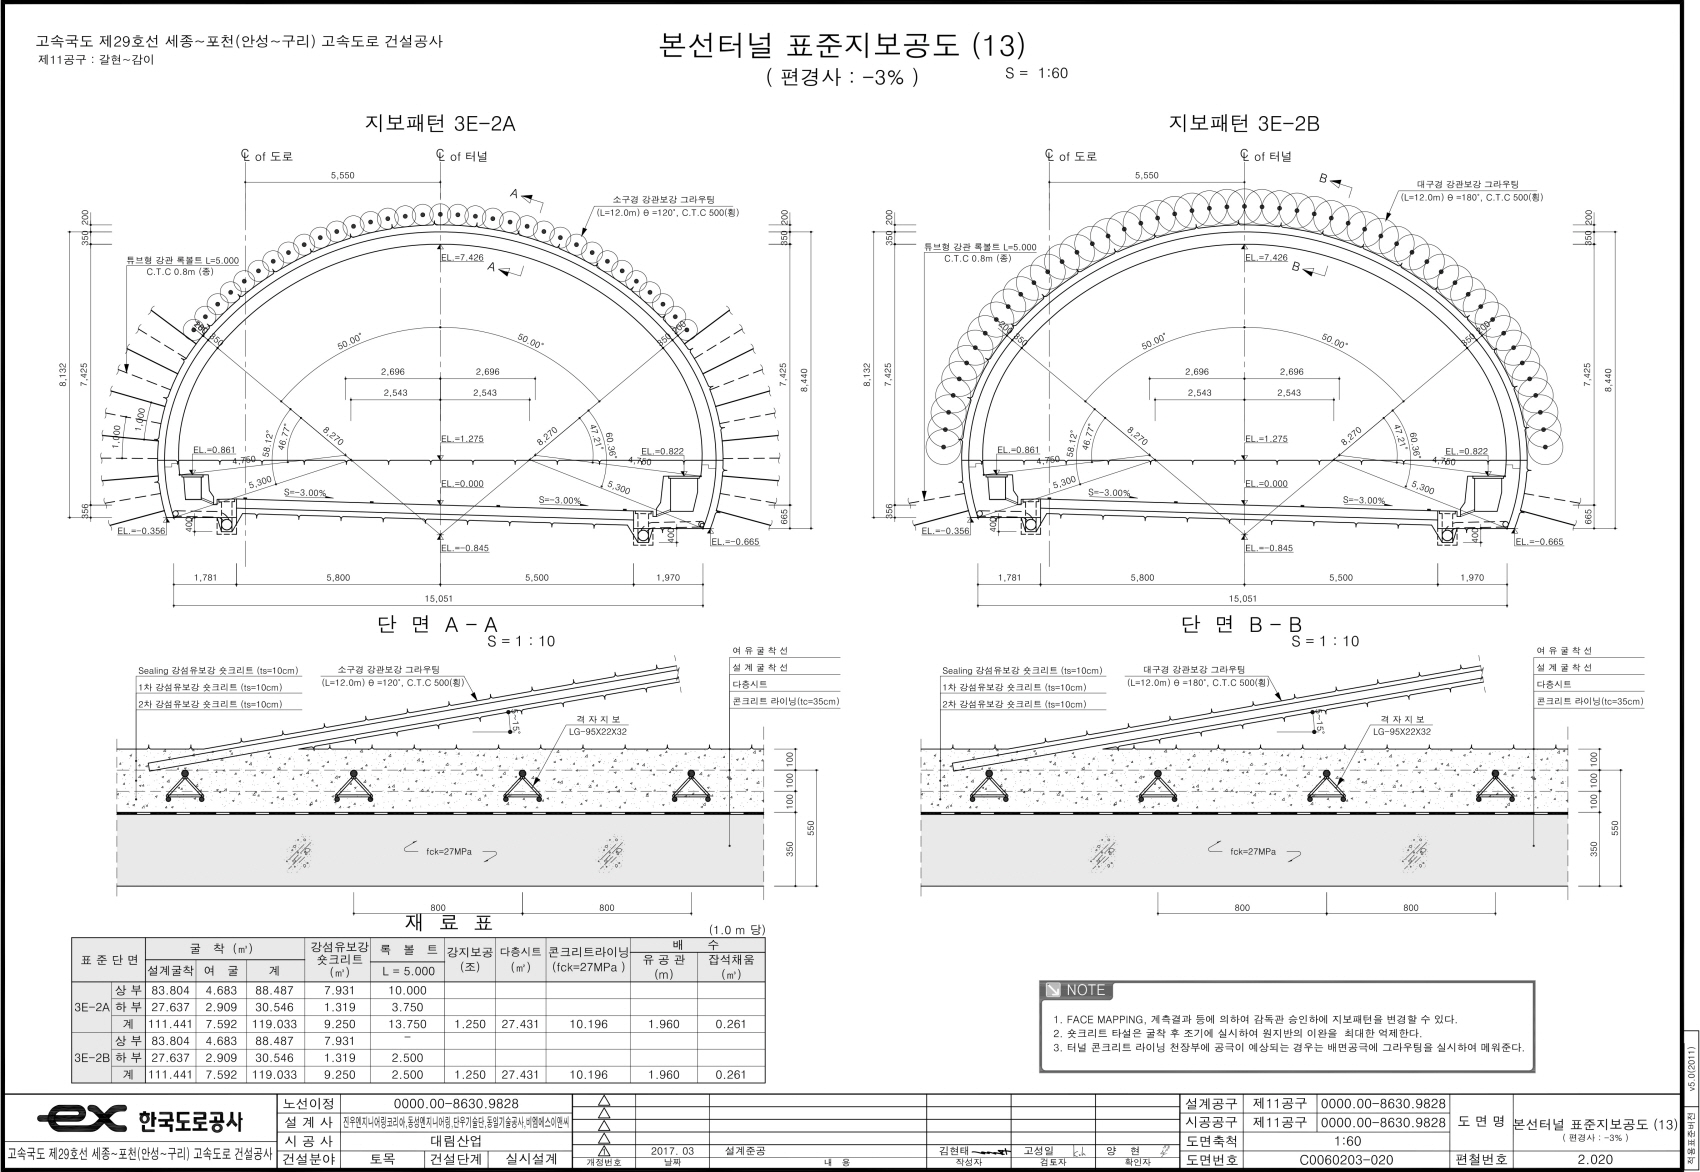 고속국도 제29호선 세종~포천(안성~구리) 고속도로 건설공사
제11공구 : 갈현~감이
본선터널 표준지보공도 (13)
( 편경사 : -3% )
S = 1:60
지보패턴 3E-2A
℄ of 도로
℄ of 터널
5,550
A
소구경 강관보강 그라우팅
(L=12.0m) θ =120°, C.T.C 500(횡)
200
350
200
350
튜브형 강관 록볼트 L=5.000
C.T.C 0.8m (종)
A
EL.=7.426
200
350
350
200
50.00°
50.00°
8,132
7,425
7,425
8,440
2,696
2,696
2,543
2,543
1,000
1,000
58.12°
46.77°
8,270
8,270
47.21°
60.36°
EL.=1.275
EL.=0.861
EL.=0.822
4,750
4,750
5,300
5,300
EL.=0.000
S=-3.00%
S=-3.00%
356
665
400
400
EL.=-0.356
EL.=-0.665
EL.=-0.845
1,781
5,800
5,500
1,970
15,051
지보패턴 3E-2B
℄ of 도로
℄ of 터널
5,550
B
대구경 강관보강 그라우팅
(L=12.0m) θ =180°, C.T.C 500(횡)
200
350
200
350
튜브형 강관 록볼트 L=5.000
C.T.C 0.8m (종)
B
EL.=7.426
200
350
350
200
50.00°
50.00°
8,132
7,425
7,425
8,440
2,696
2,696
2,543
2,543
58.12°
46.77°
8,270
8,270
47.21°
60.36°
EL.=1.275
EL.=0.861
EL.=0.822
4,750
4,750
5,300
5,300
EL.=0.000
S=-3.00%
S=-3.00%
356
665
400
400
EL.=-0.356
EL.=-0.665
EL.=-0.845
1,781
5,800
5,500
1,970
15,051
단 면 A - A
S = 1 : 10
Sealing 강섬유보강 숏크리트 (ts=10cm)
1차 강섬유보강 숏크리트 (ts=10cm)
2차 강섬유보강 숏크리트 (ts=10cm)
소구경 강관보강 그라우팅
(L=12.0m) θ =120°, C.T.C 500(횡)
여 유 굴 착 선
설 계 굴 착 선
다층시트
콘크리트 라이닝(tc=35cm)
5~15°
격 자 지 보
LG-95X22X32
100
100
100
350
550
fck=27MPa
800
800
단 면 B - B
S = 1 : 10
Sealing 강섬유보강 숏크리트 (ts=10cm)
1차 강섬유보강 숏크리트 (ts=10cm)
2차 강섬유보강 숏크리트 (ts=10cm)
대구경 강관보강 그라우팅
(L=12.0m) θ =180°, C.T.C 500(횡)
여 유 굴 착 선
설 계 굴 착 선
다층시트
콘크리트 라이닝(tc=35cm)
5~15°
격 자 지 보
LG-95X22X32
100
100
100
350
550
fck=27MPa
800
800
재 료 표
(1.0 m 당)
표 준 단 면 굴 착 (㎥) 강섬유보강 숏크리트 (㎥) 록 볼 트 강지보공 (조) 다층시트 (㎡) 콘크리트라이닝 (fck=27MPa ) 배 수
설계굴착 여 굴 계 L = 5.000 유 공 관 (m) 잡석채움 (㎥)
3E-2A 상 부 83.804 4.683 88.487 7.931 10.000
하 부 27.637 2.909 30.546 1.319 3.750
계 111.441 7.592 119.033 9.250 13.750 1.250 27.431 10.196 1.960 0.261
3E-2B 상 부 83.804 4.683 88.487 7.931 -
하 부 27.637 2.909 30.546 1.319 2.500
계 111.441 7.592 119.033 9.250 2.500 1.250 27.431 10.196 1.960 0.261
NOTE
1. FACE MAPPING, 계측결과 등에 의하여 감독관 승인하에 지보패턴을 변경할 수 있다.
2. 숏크리트 타설은 굴착 후 조기에 실시하여 원지반의 이완을 최대한 억제한다.
3. 터널 콘크리트 라이닝 천장부에 공극이 예상되는 경우는 배면공극에 그라우팅을 실시하여 메워준다.
v5.0(2011)
적용표준비전
ex 한국도로공사
고속국도 제29호선 세종~포천(안성~구리) 고속도로 건설공사
노선이정 0000.00-8630.9828
설 계 사 진우엔지니어링코리아,동성엔지니어링,단우기술단,동일기술공사,비엠에스이앤씨
시 공 사 대림산업
건설분야 토목 건설단계 실시설계
1 2017. 03 설계준공 김현태 고성일 양 현
개정번호 날짜 내 용 작성자 검토자 확인자
설계공구 제11공구 0000.00-8630.9828
시공공구 제11공구 0000.00-8630.9828
도면축척 1:60
도면번호 C0060203-020
도 면 명 본선터널 표준지보공도 (13)
( 편경사 : -3% )
편철번호 2.020